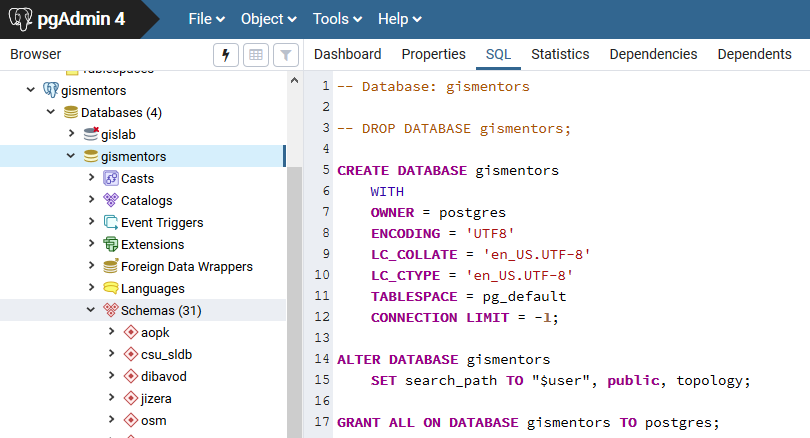 pgAdmin 4
File
Object
Tools
Help
Browser
Dashboard
Properties
SQL
Statistics
Dependencies
Dependents
Tablespaces
gismentors
Databases (4)
gislab
gismentors
Casts
Catalogs
Event Triggers
Extensions
Foreign Data Wrappers
Languages
Schemas (31)
aopk
csu_sldb
dibavod
jizera
osm
1 -- Database: gismentors
2
3 -- DROP DATABASE gismentors;
4
5 CREATE DATABASE gismentors
6 WITH
7 OWNER = postgres
8 ENCODING = 'UTF8'
9 LC_COLLATE = 'en_US.UTF-8'
10 LC_CTYPE = 'en_US.UTF-8'
11 TABLESPACE = pg_default
12 CONNECTION LIMIT = -1;
13
14 ALTER DATABASE gismentors
15 SET search_path TO "$user", public, topology;
16
17 GRANT ALL ON DATABASE gismentors TO postgres;